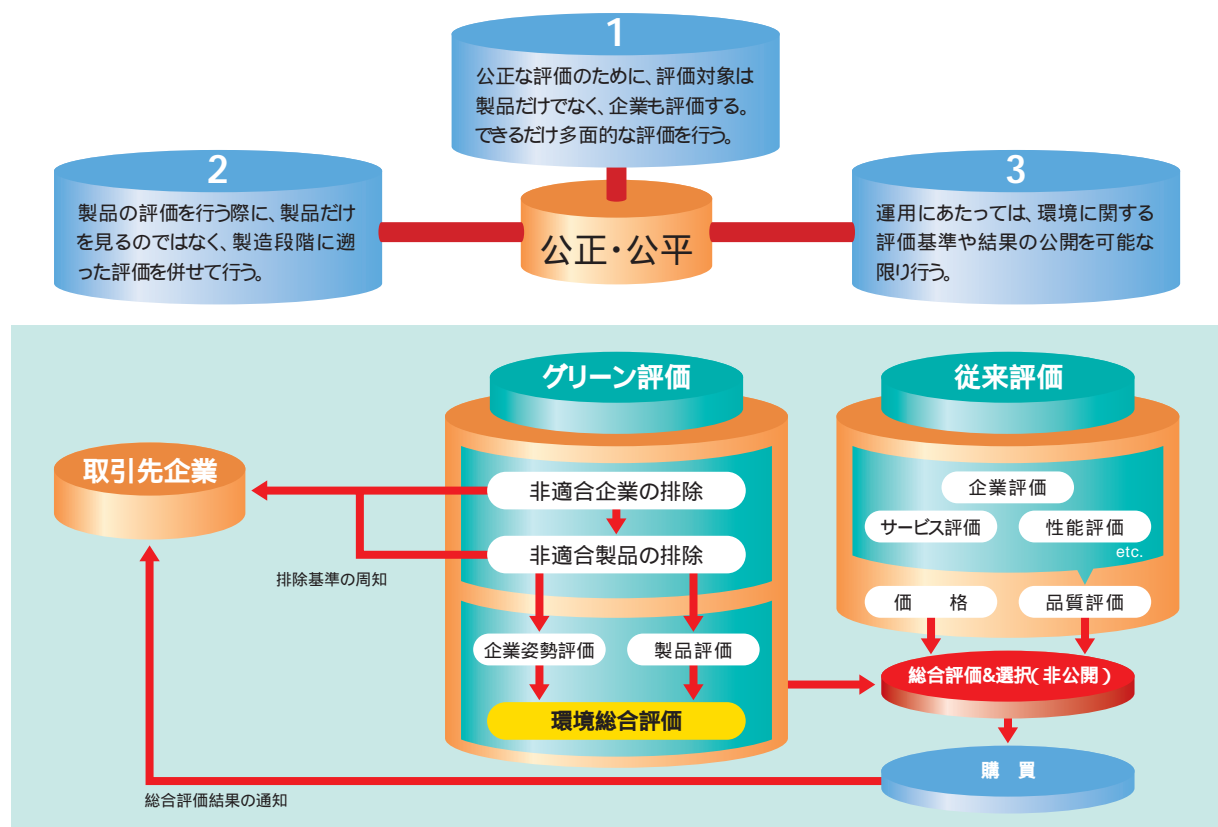 1
公正な評価のために、評価対象は
製品だけでなく、企業も評価する。
できるだけ多面的な評価を行う。
2
製品の評価を行う際に、製品だけ
を見るのではなく、製造段階に遡
った評価を併せて行う。
3
運用にあたっては、環境に関する
評価基準や結果の公開を可能な
限り行う。
公正・公平
グリーン評価
従来評価
取引先企業
非適合企業の排除
非適合製品の排除
排除基準の周知
企業姿勢評価
製品評価
環境総合評価
企業評価
サービス評価
性能評価
etc.
価　格
品質評価
総合評価&選択(非公開)
購　買
総合評価結果の通知